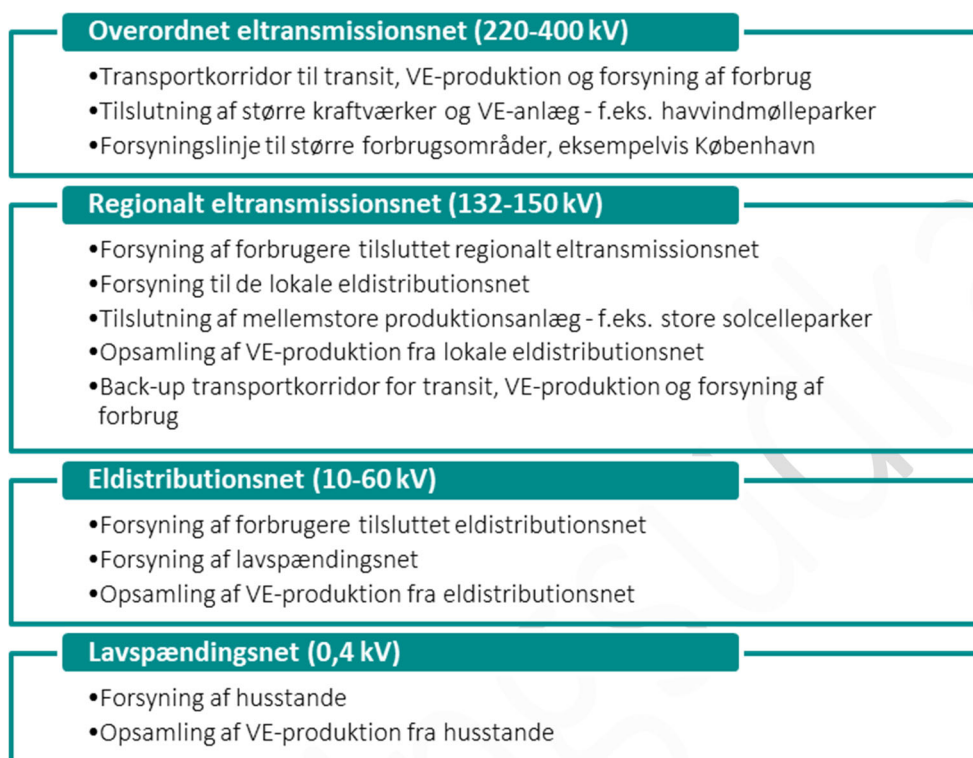 Overordnet eltransmissionsnet (220-400 kV)
•Transportkorridor til transit, VE-produktion og forsyning af forbrug
•Tilslutning af større kraftværker og VE-anlæg - f.eks. havvindmølleparker
•Forsyningslinje til større forbrugsområder, eksempelvis København
Regionalt eltransmissionsnet (132-150 kV)
•Forsyning af forbrugere tilsluttet regionalt eltransmissionsnet
•Forsyning til de lokale eldistributionsnet
•Tilslutning af mellemstore produktionsanlæg - f.eks. store solcelleparker
•Opsamling af VE-produktion fra lokale eldistributionsnet
•Back-up transportkorridor for transit, VE-produktion og forsyning af
forbrug
Eldistributionsnet (10-60 kV)
•Forsyning af forbrugere tilsluttet eldistributionsnet
•Forsyning af lavspændingsnet
•Opsamling af VE-produktion fra eldistributionsnet
Lavspændingsnet (0,4 kV)
•Forsyning af husstande
•Opsamling af VE-produktion fra husstande